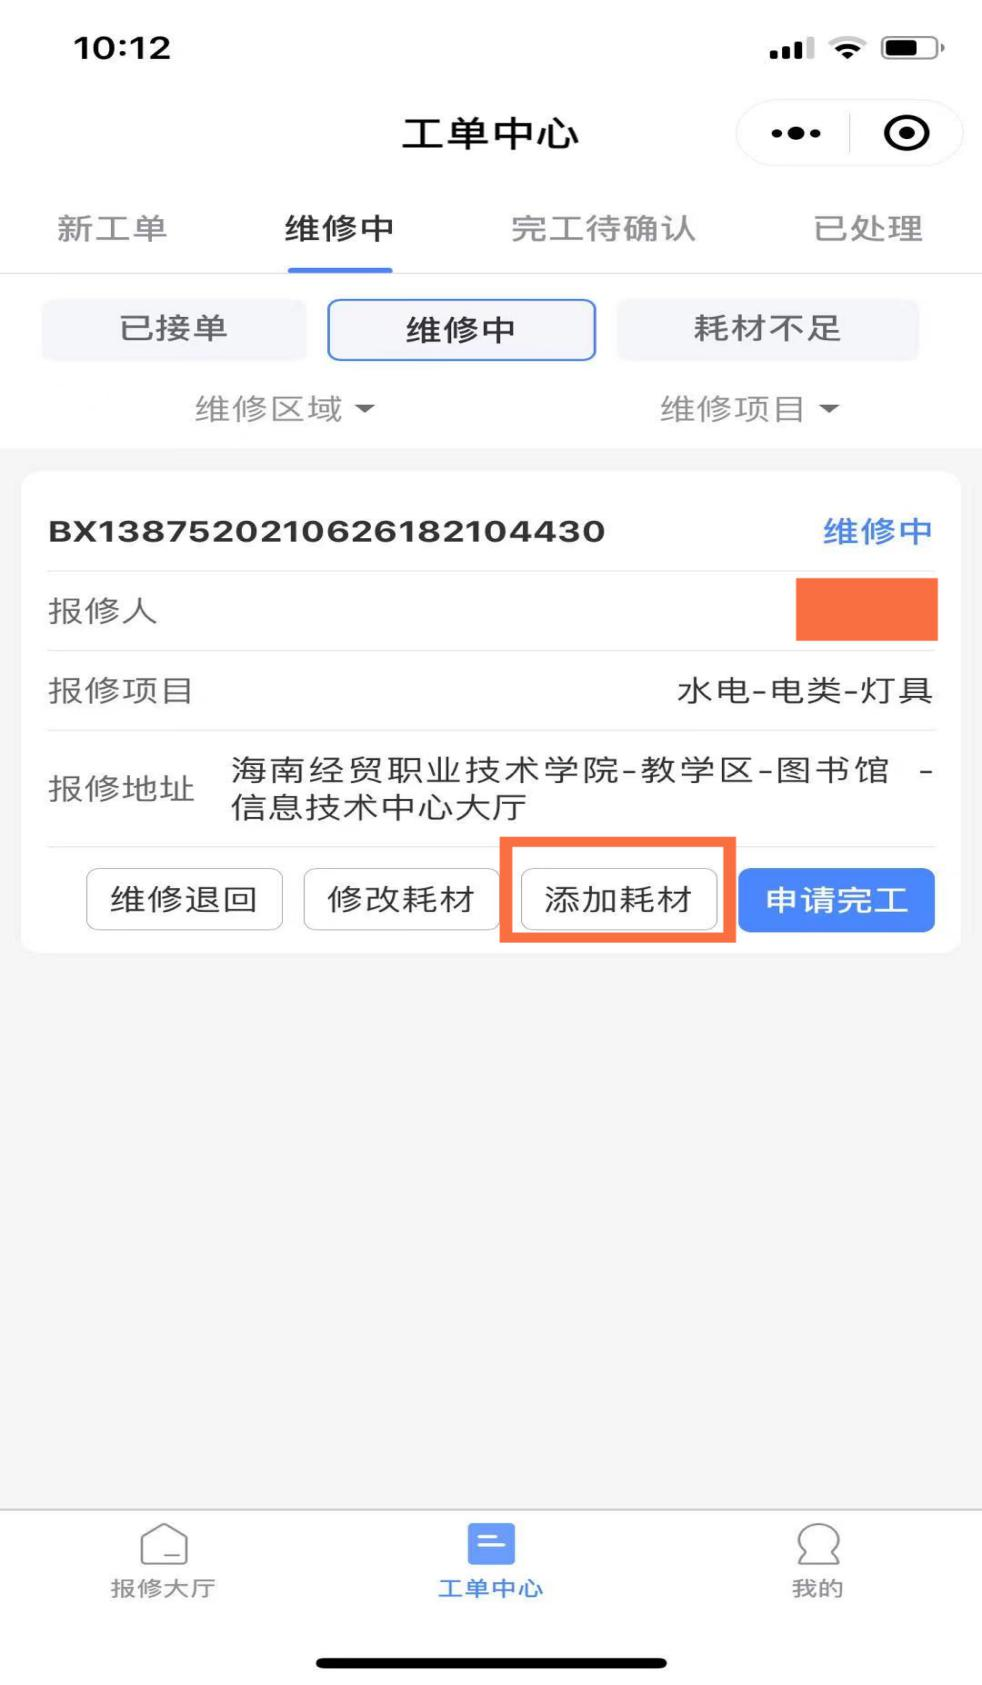 10:12
工单中心
新工单 维修中 完工待确认 已处理
已接单 维修中 耗材不足
维修区域 维修项目
BX1387520210626182104430 维修中
报修人
报修项目 水电-电类-灯具
报修地址 海南经贸职业技术学院-教学区-图书馆 -
信息技术中心大厅
维修退回 修改耗材 添加耗材 申请完工
报修大厅 工单中心 我的